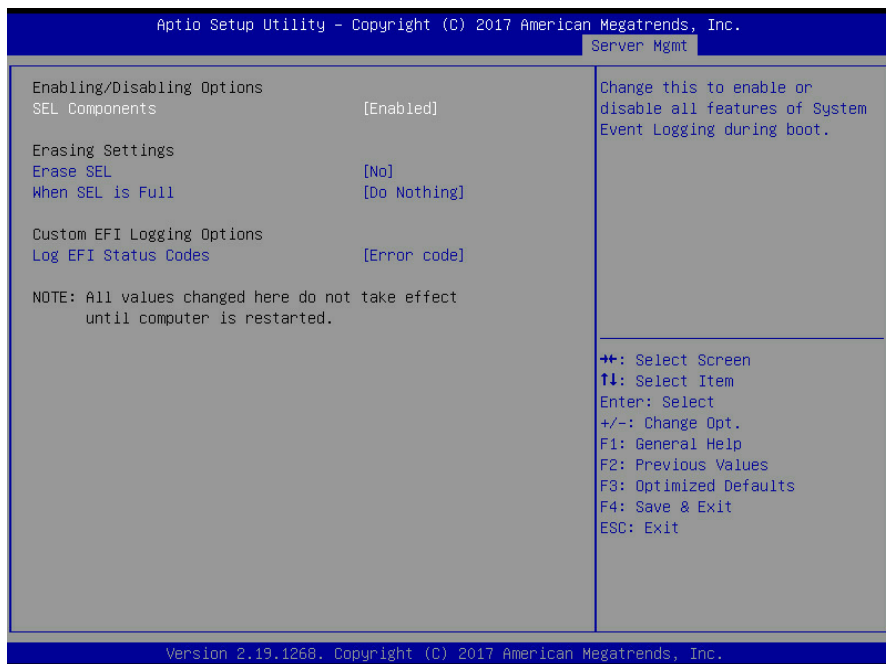 Aptio Setup Utility – Copyright (C) 2017 American Megatrends, Inc.
Server Mgmt
Enabling/Disabling Options
SEL Components [Enabled]
Erasing Settings
Erase SEL [No]
When SEL is Full [Do Nothing]
Custom EFI Logging Options
Log EFI Status Codes [Error code]
NOTE: All values changed here do not take effect
until computer is restarted.
Change this to enable or
disable all features of System
Event Logging during boot.
→←: Select Screen
↑↓: Select Item
Enter: Select
+/-: Change Opt.
F1: General Help
F2: Previous Values
F3: Optimized Defaults
F4: Save & Exit
ESC: Exit
Version 2.19.1268. Copyright (C) 2017 American Megatrends, Inc.